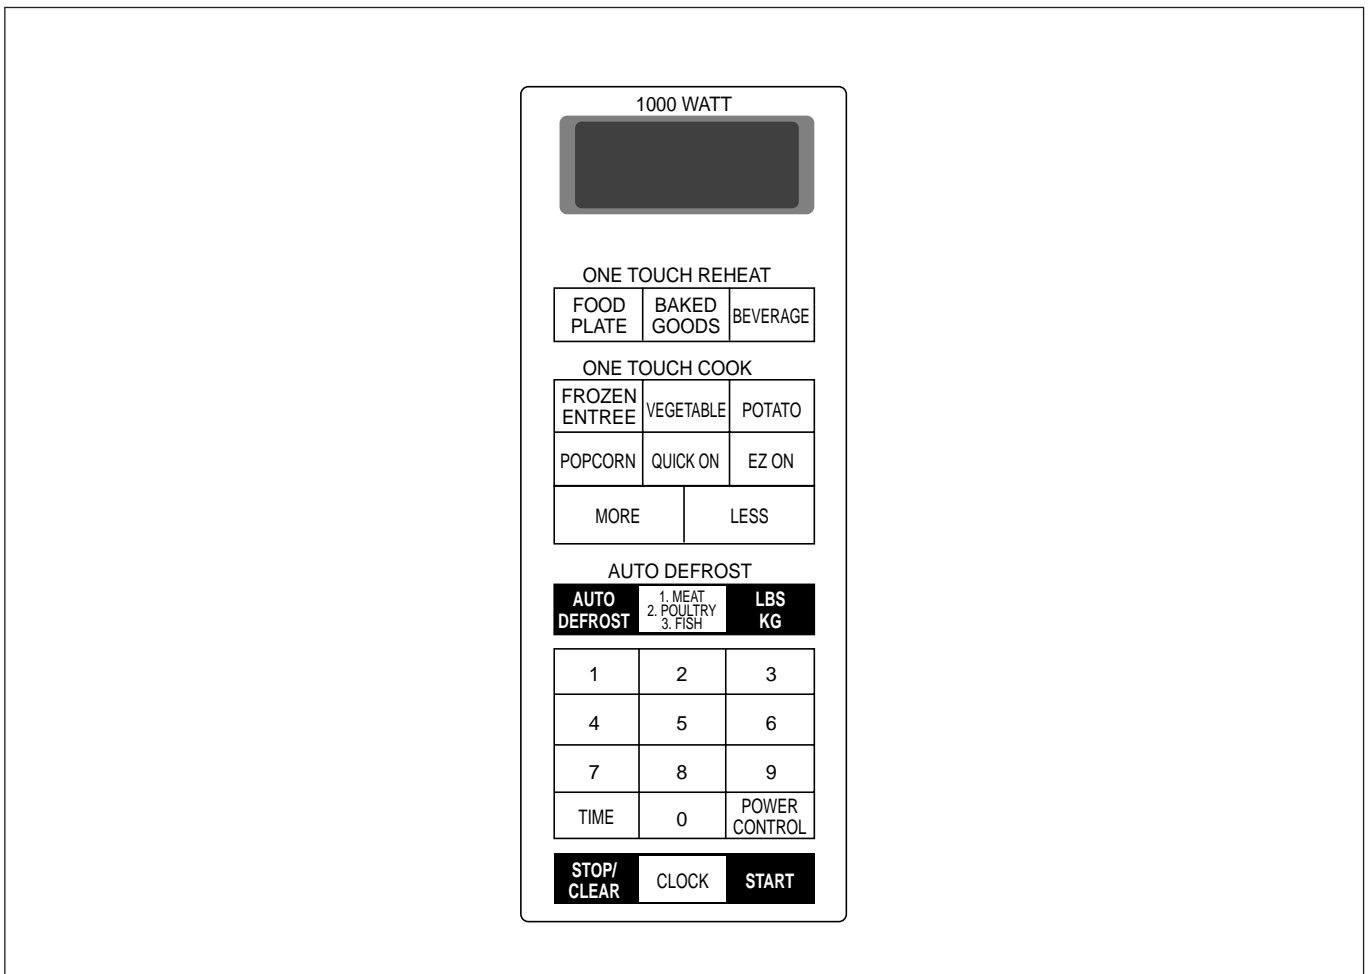 1000 WATT
ONE TOUCH REHEAT
FOOD
PLATE
BAKED
GOODS
BEVERAGE
ONE TOUCH COOK
FROZEN
ENTREE
VEGETABLE
POTATO
POPCORN
QUICK ON
EZ ON
MORE
LESS
AUTO DEFROST
AUTO
DEFROST
1. MEAT
2. POULTRY
3. FISH
LBS
KG
1
2
3
4
5
6
7
8
9
TIME
0
POWER
CONTROL
STOP/
CLEAR
CLOCK
START